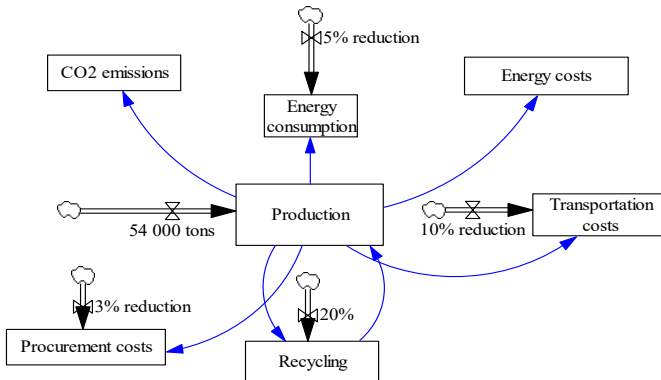 5% reduction
CO2 emissions
Energy costs
Energy
consumption
54 000 tons
Production
10% reduction
Transportation
costs
3% reduction
20%
Procurement costs
Recycling